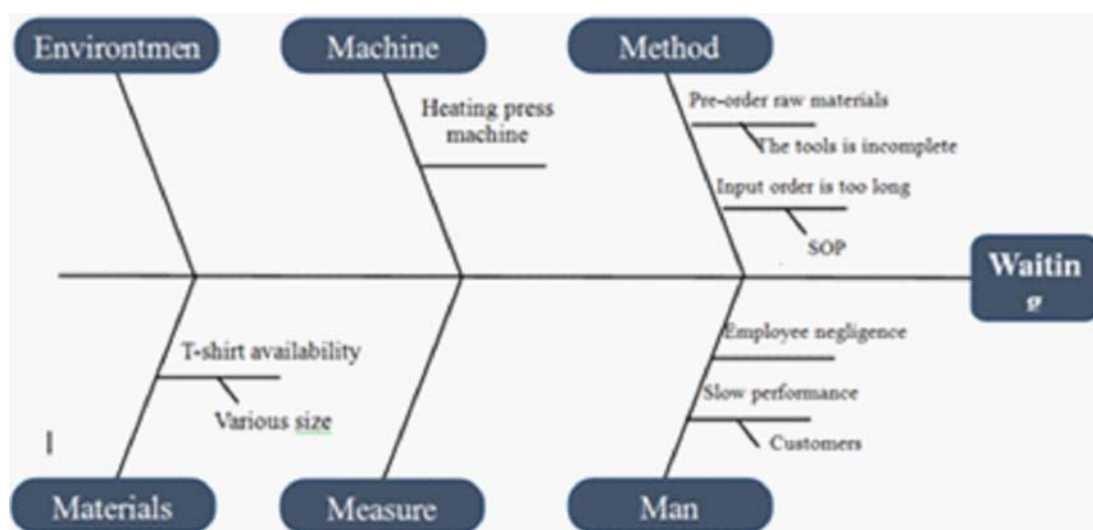 Environtmen
Machine
Method
Heating press
machine
Pre-order raw materials
The tools is incomplete
Input order is too long
SOP
Waitin
g
T-shirt availability
Various size
Employee negligence
Slow performance
Customers
Materials
Measure
Man